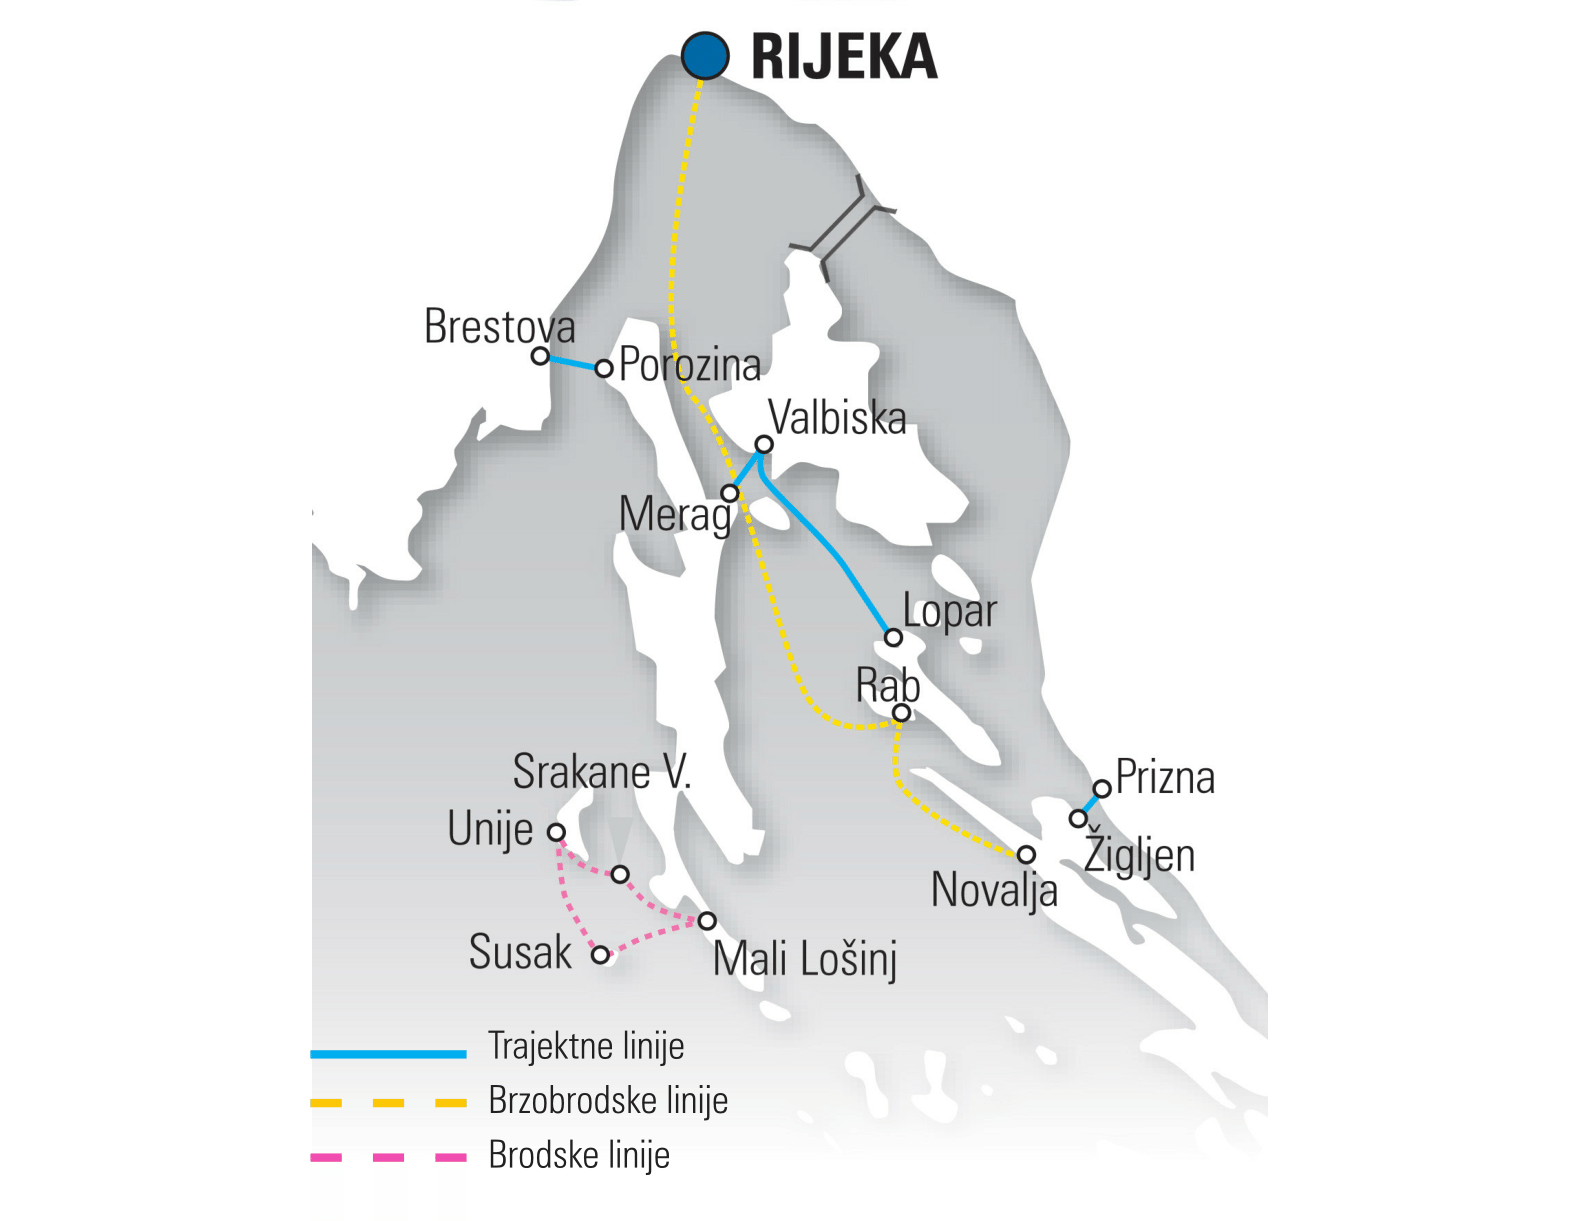 RIJEKA
Brestova
Porozina
Valbiska
Merag
Lopar
Rab
Srakane V.
Prizna
Unije
Žigljen
Novalja
Susak
Mali Lošinj
Trajektne linije
Brzobrodske linije
Brodske linije